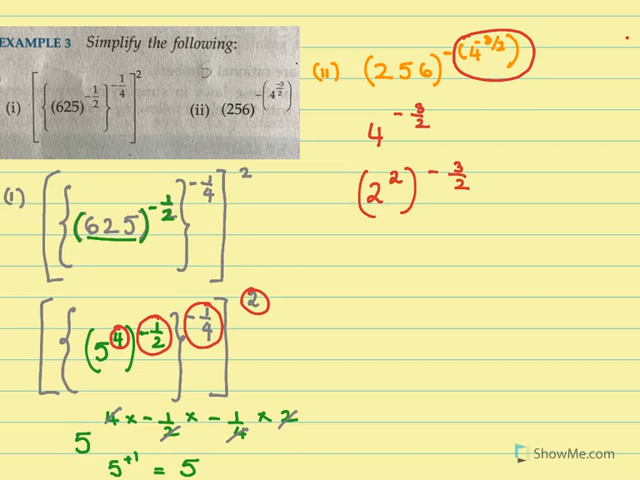 EXAMPLE 3 Simplify the following:
(i) [{(625)^{-1/2}}^{-1/4}]^2 (ii) (256)^{-(4^{-3/2})}
(i) [{(625)^{-1/2}}^{-1/4}]^2
[{(5^4)^{-1/2}}^{-1/4}]^2
5^{4 × -1/2 × -1/4 × 2}
5^{+1} = 5
(ii) (256)^{-(4^{-3/2})}
4^{-3/2}
(2^2)^{-3/2}
ShowMe.com